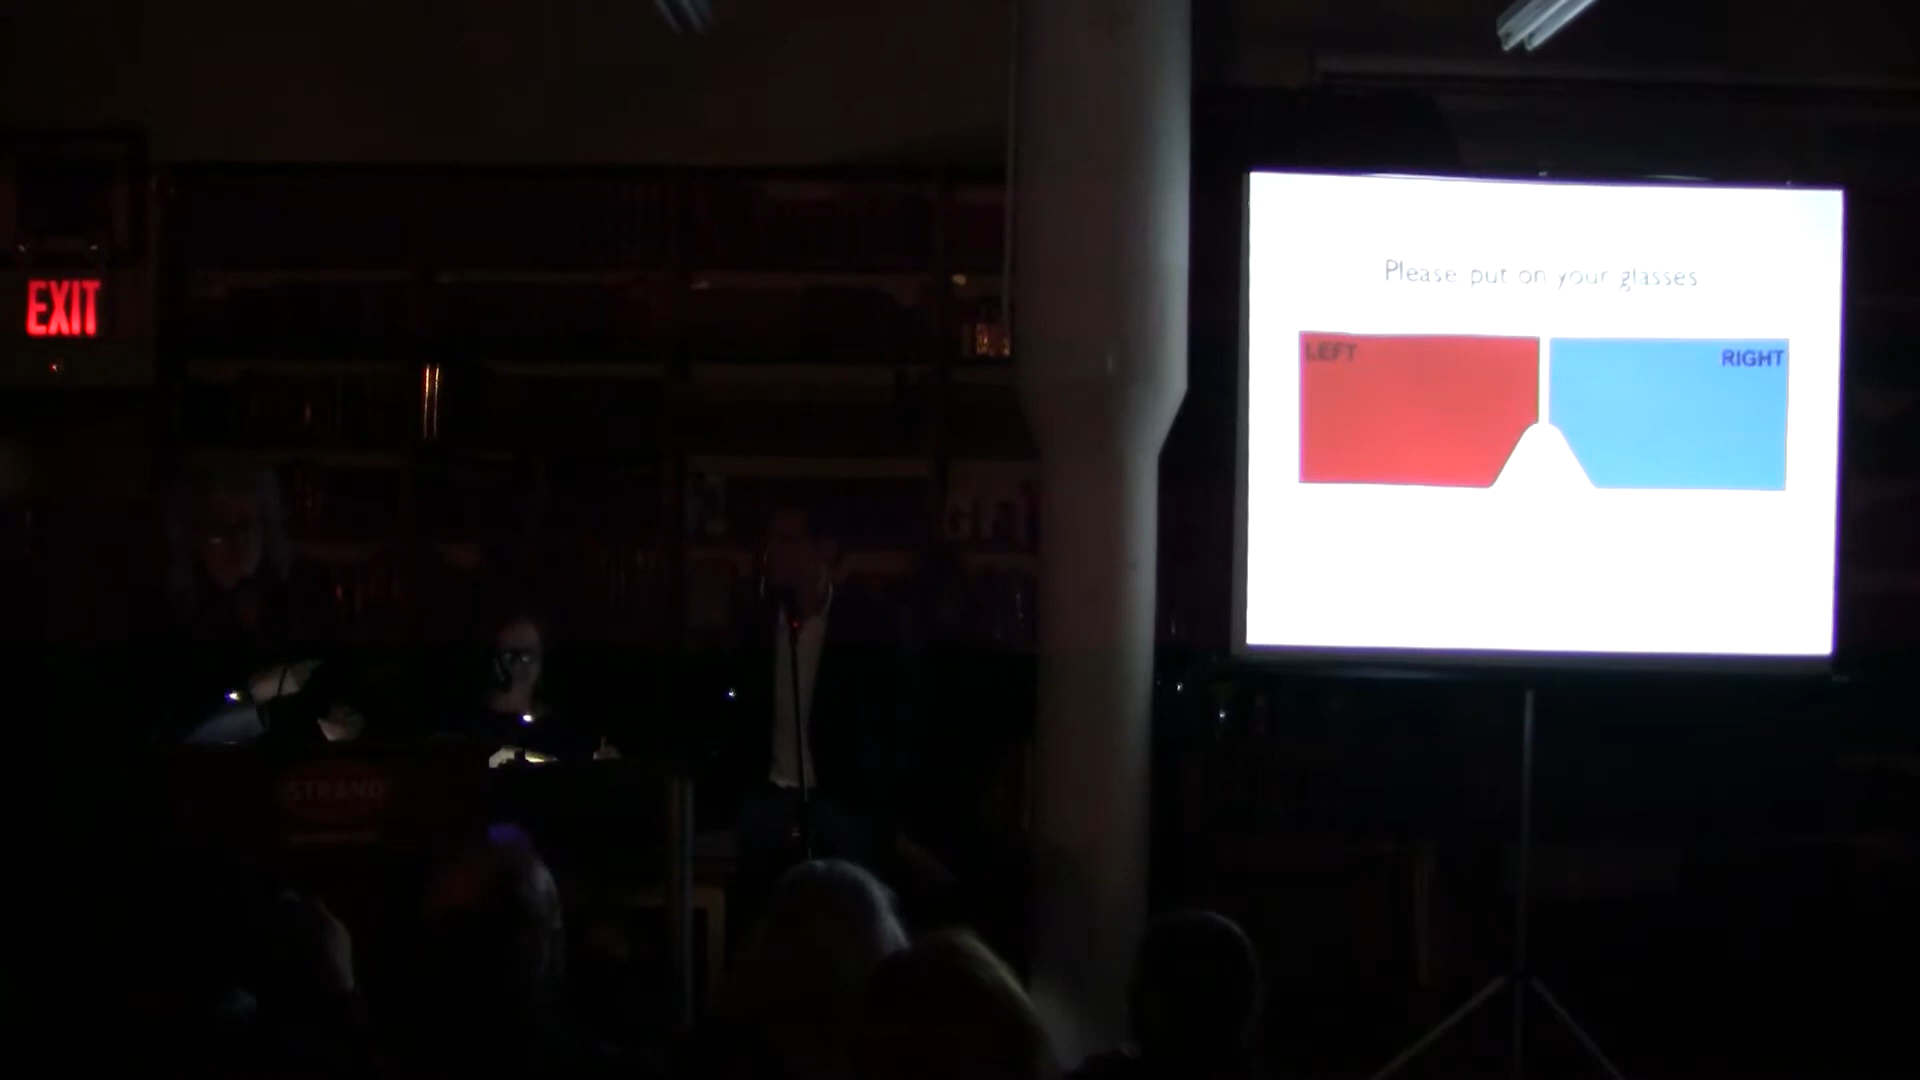 EXIT
Please put on your glasses
LEFT
RIGHT
STRAND